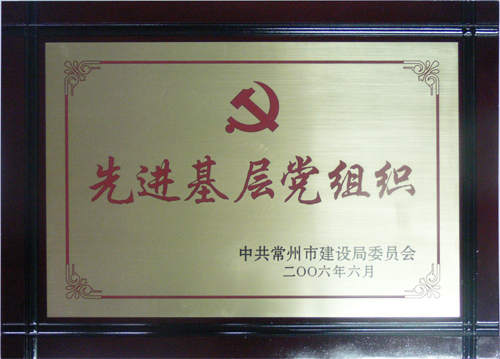 先进基层党组织
中共常州市建设局委员会
二〇〇六年六月